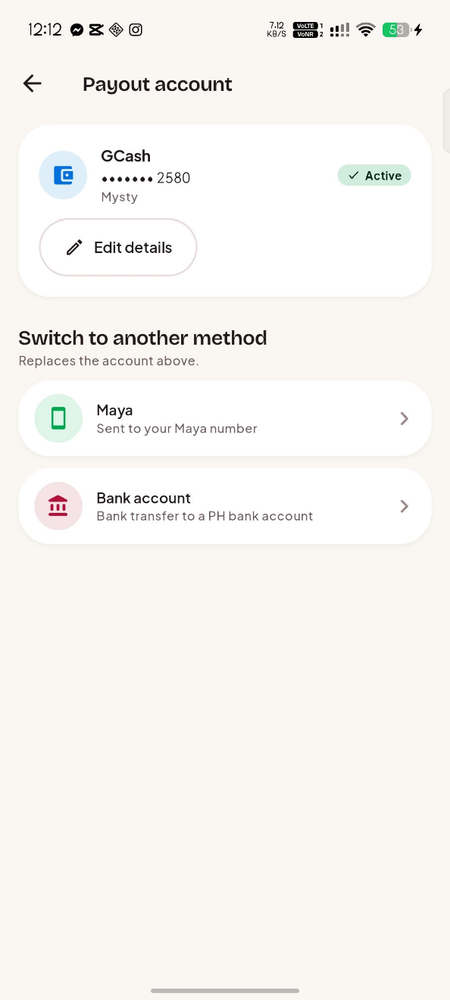 12:12
7.12 KB/S VoLTE 1 VoNR 2 53
Payout account
GCash
••••••• 2580
Active
Mysty
Edit details
Switch to another method
Replaces the account above.
Maya
Sent to your Maya number
Bank account
Bank transfer to a PH bank account